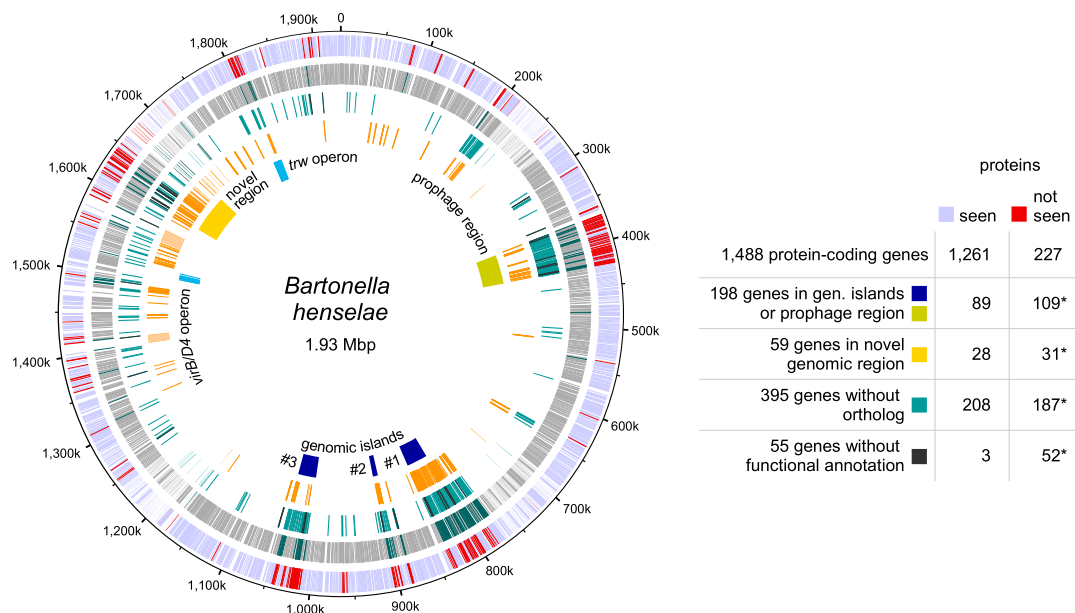 0
100k
200k
300k
400k
500k
600k
700k
800k
900k
1,000k
1,100k
1,200k
1,300k
1,400k
1,500k
1,600k
1,700k
1,800k
1,900k
trw operon
novel
region
prophage region
virB/D4 operon
genomic islands
#3
#2
#1
Bartonella
henselae
1.93 Mbp
proteins
seen
not
seen
1,488 protein-coding genes 1,261 227
198 genes in gen. islands
or prophage region 89 109*
59 genes in novel
genomic region 28 31*
395 genes without
ortholog 208 187*
55 genes without
functional annotation 3 52*